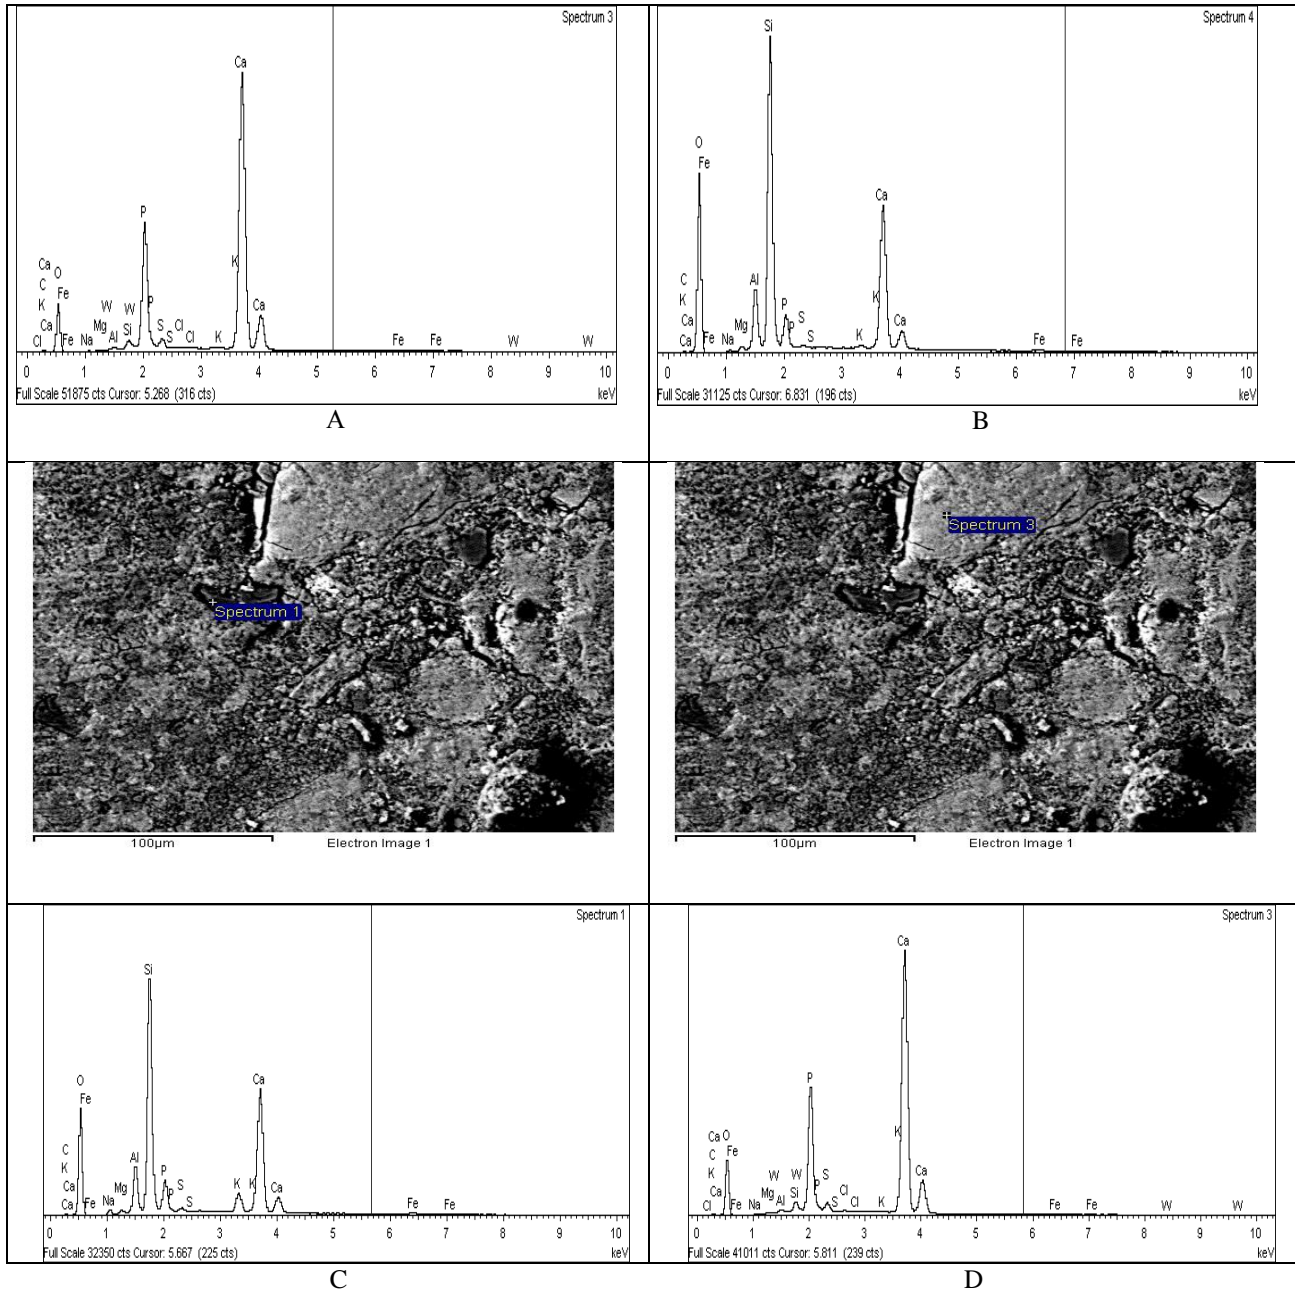 Spectrum 3
Ca
P
Ca
C
K
Ca
Cl
O
Fe
Fe
Na
Mg
W
Al
W
Si
P
S
S
Cl
Cl
K
K
Ca
Fe
Fe
W
W
0 1 2 3 4 5 6 7 8 9 10
Full Scale 51875 cts Cursor: 5.268 (316 cts)
keV
A
Spectrum 4
Si
O
Fe
Ca
C
K
Ca
Ca
Fe
Na
Mg
Al
P
P
S
S
K
K
Ca
Fe
Fe
0 1 2 3 4 5 6 7 8 9 10
Full Scale 31125 cts Cursor: 6.831 (196 cts)
keV
B
Spectrum 1
100µm
Electron Image 1
Spectrum 3
100µm
Electron Image 1
Spectrum 1
Si
O
Fe
Ca
C
K
Ca
Ca
Fe
Na
Mg
Al
P
P
S
S
K
K
Ca
Fe
Fe
0 1 2 3 4 5 6 7 8 9 10
Full Scale 32350 cts Cursor: 5.667 (225 cts)
keV
C
Spectrum 3
Ca
P
Ca
C
K
Ca
Cl
O
Fe
Fe
Na
Mg
W
Al
W
Si
P
S
S
Cl
Cl
K
K
Ca
Fe
Fe
W
W
0 1 2 3 4 5 6 7 8 9 10
Full Scale 41011 cts Cursor: 5.811 (239 cts)
keV
D